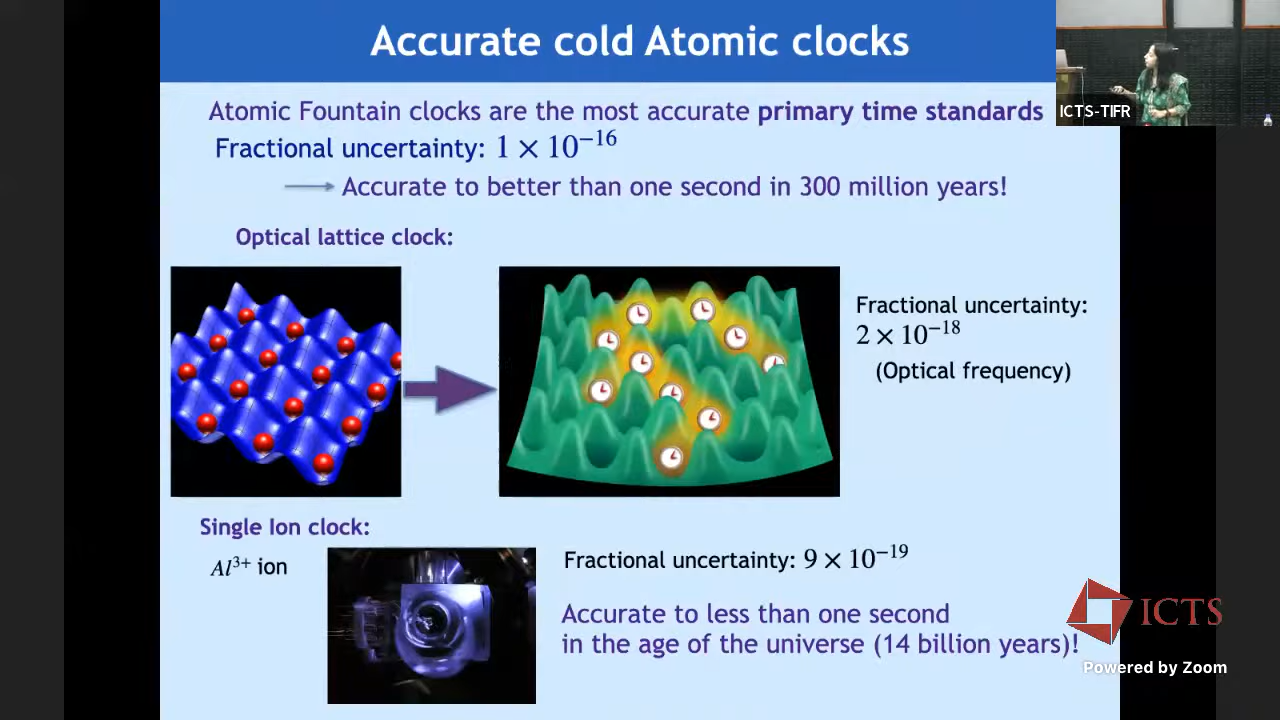 Accurate cold Atomic clocks
ICTS-TIFR
Atomic Fountain clocks are the most accurate primary time standards
Fractional uncertainty: 1 × 10⁻¹⁶
⟶ Accurate to better than one second in 300 million years!
Optical lattice clock:
Fractional uncertainty:
2 × 10⁻¹⁸
(Optical frequency)
Single Ion clock:
Al³⁺ ion
Fractional uncertainty: 9 × 10⁻¹⁹
Accurate to less than one second
in the age of the universe (14 billion years)!
ICTS
Powered by Zoom